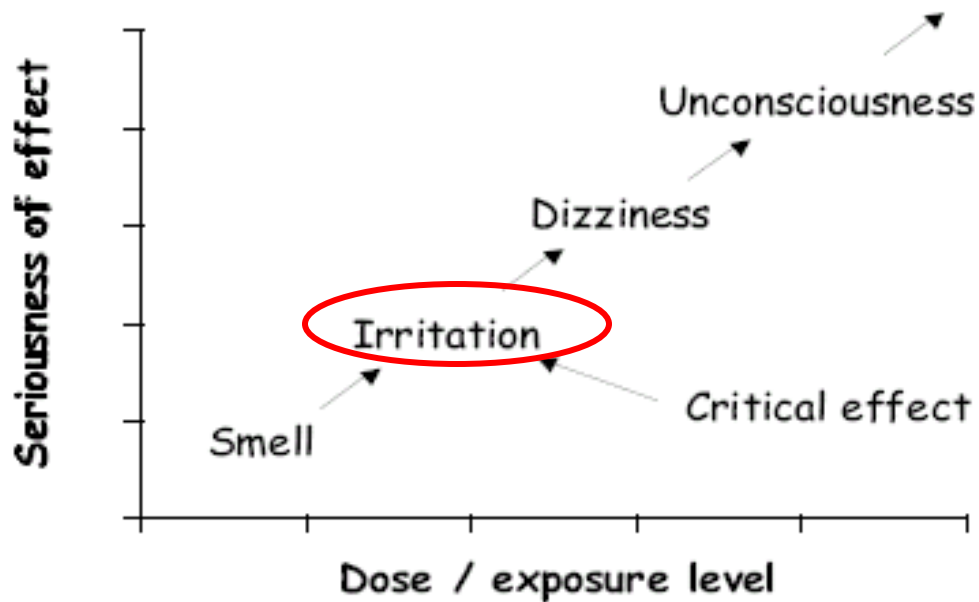 Seriousness of effect
Unconsciousness
Dizziness
Irritation
Critical effect
Smell
Dose / exposure level